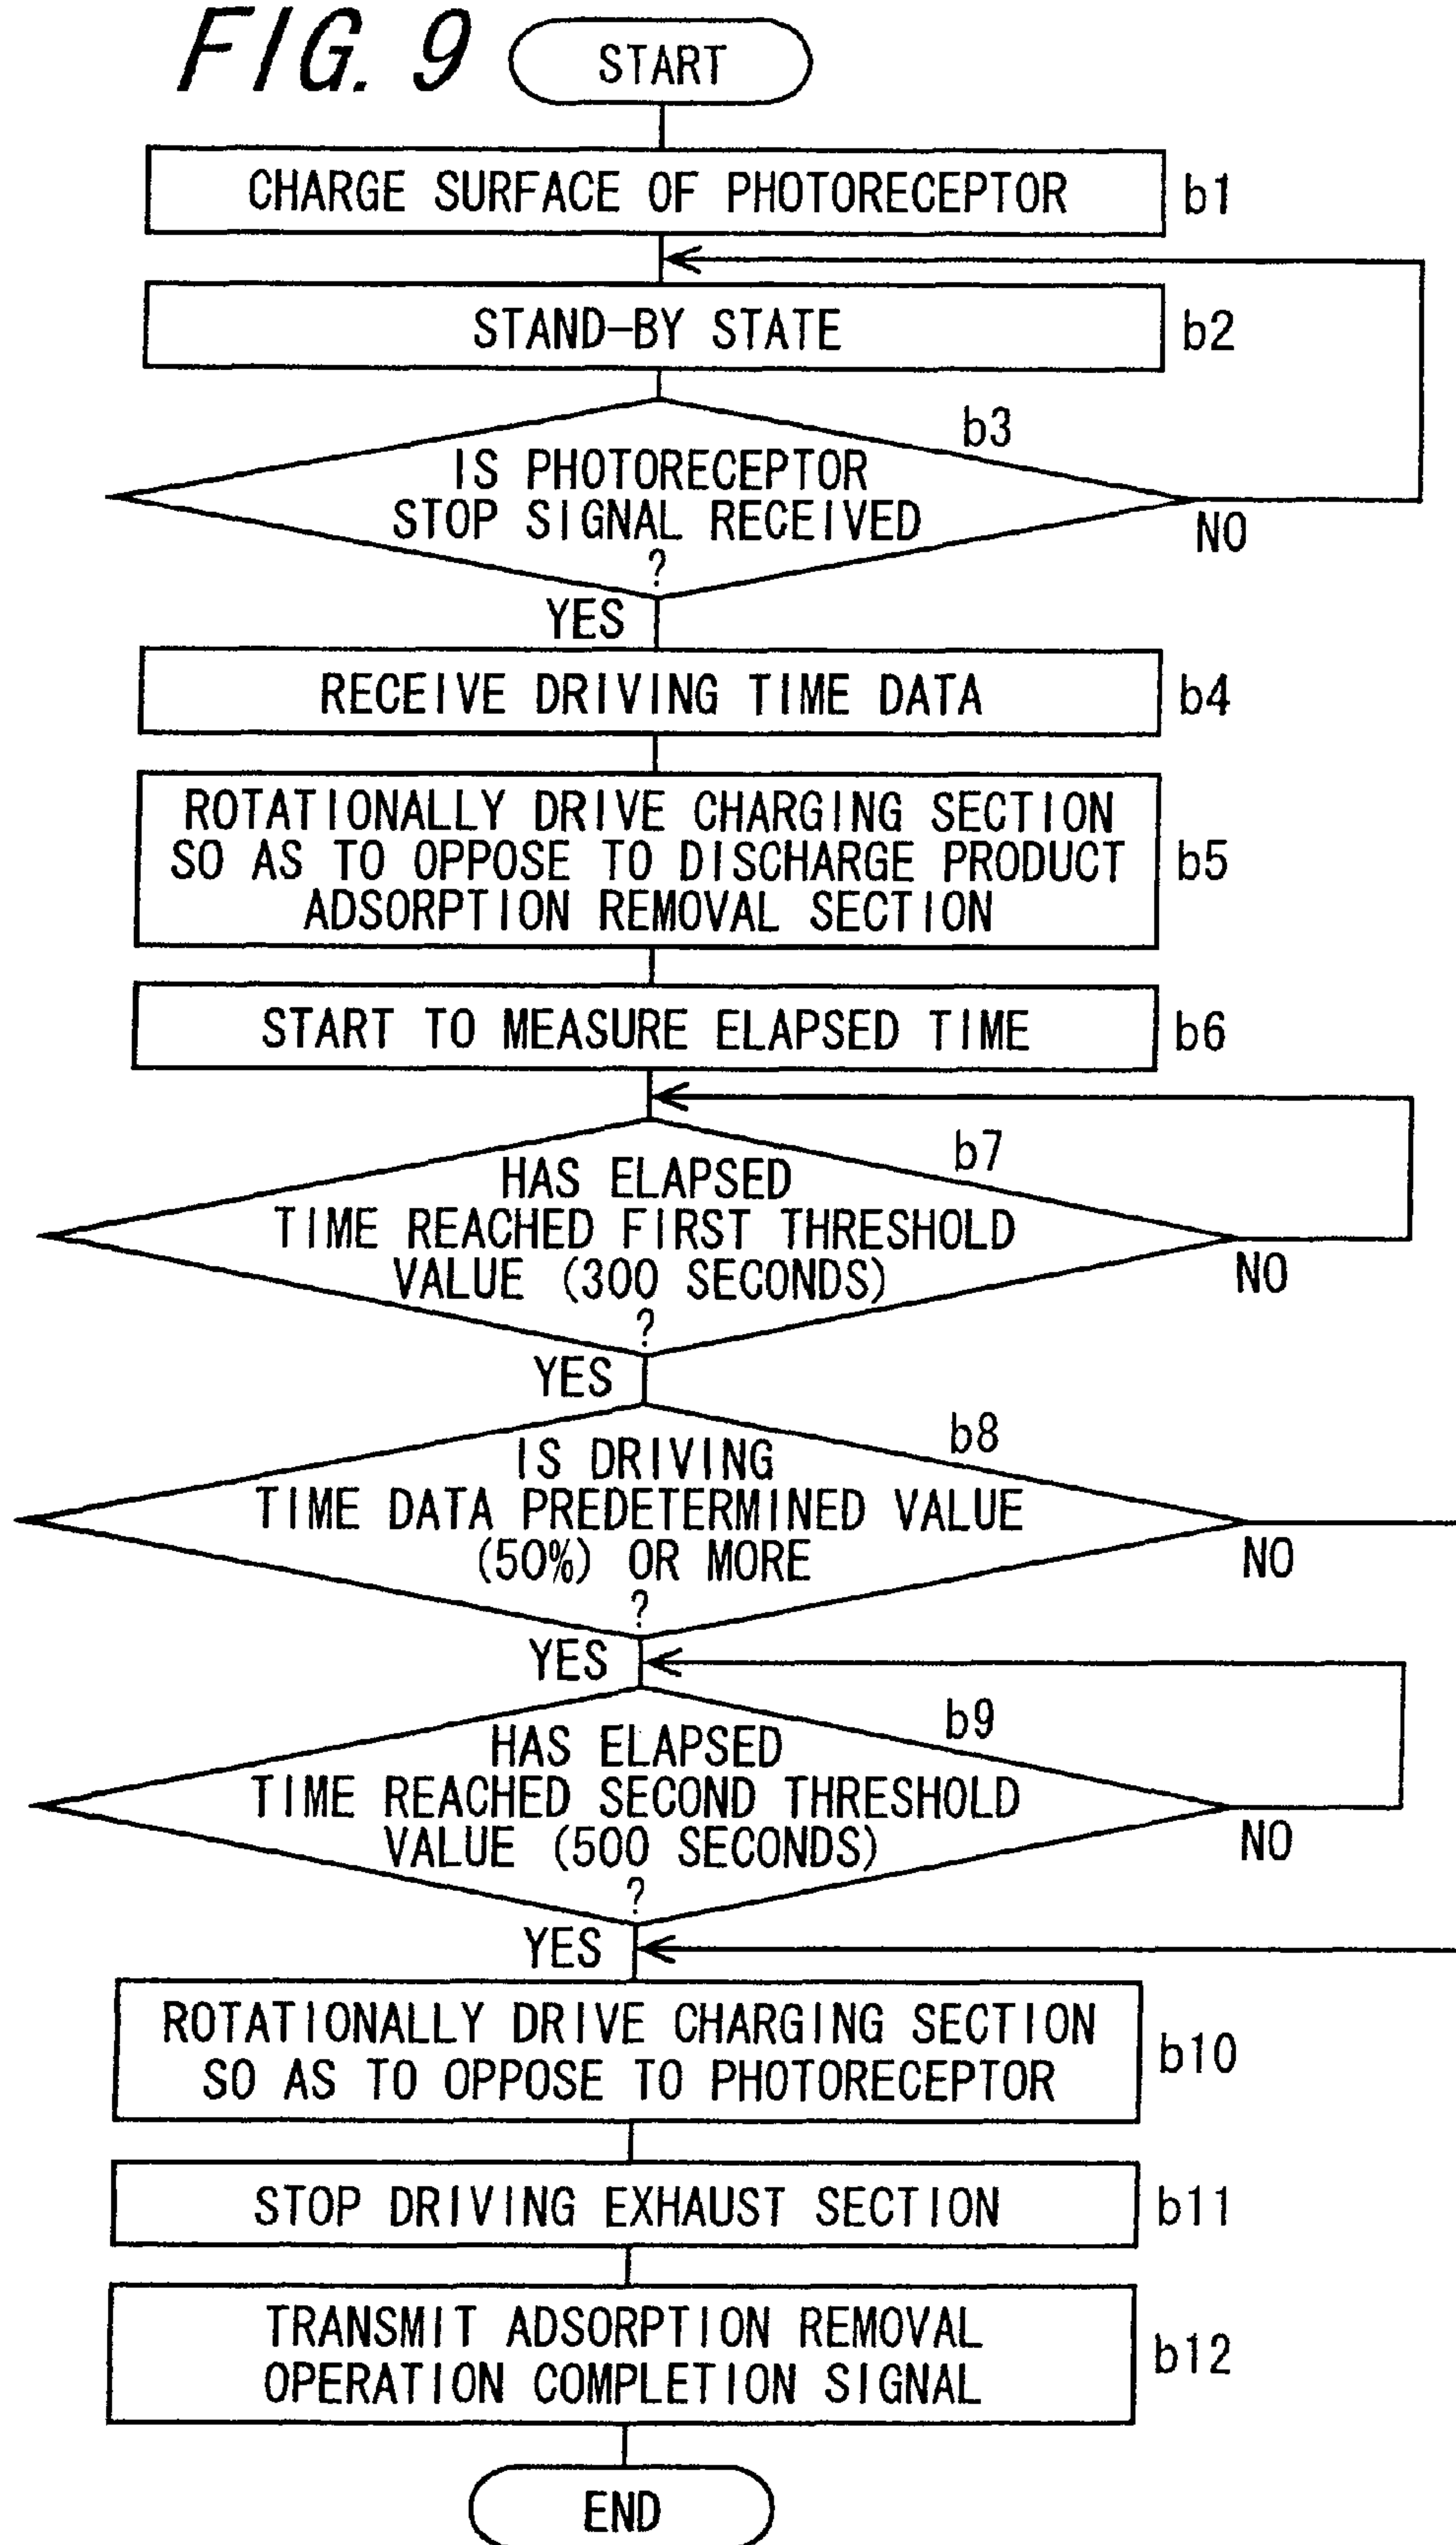 FIG. 9
START
CHARGE SURFACE OF PHOTORECEPTOR
b1
STAND-BY STATE
b2
b3
IS PHOTORECEPTOR
STOP SIGNAL RECEIVED
?
NO
YES
RECEIVE DRIVING TIME DATA
b4
ROTATIONALLY DRIVE CHARGING SECTION
SO AS TO OPPOSE TO DISCHARGE PRODUCT
ADSORPTION REMOVAL SECTION
b5
START TO MEASURE ELAPSED TIME
b6
b7
HAS ELAPSED
TIME REACHED FIRST THRESHOLD
VALUE (300 SECONDS)
?
NO
YES
b8
IS DRIVING
TIME DATA PREDETERMINED VALUE
(50%) OR MORE
?
NO
YES
b9
HAS ELAPSED
TIME REACHED SECOND THRESHOLD
VALUE (500 SECONDS)
?
NO
YES
ROTATIONALLY DRIVE CHARGING SECTION
SO AS TO OPPOSE TO PHOTORECEPTOR
b10
STOP DRIVING EXHAUST SECTION
b11
TRANSMIT ADSORPTION REMOVAL
OPERATION COMPLETION SIGNAL
b12
END